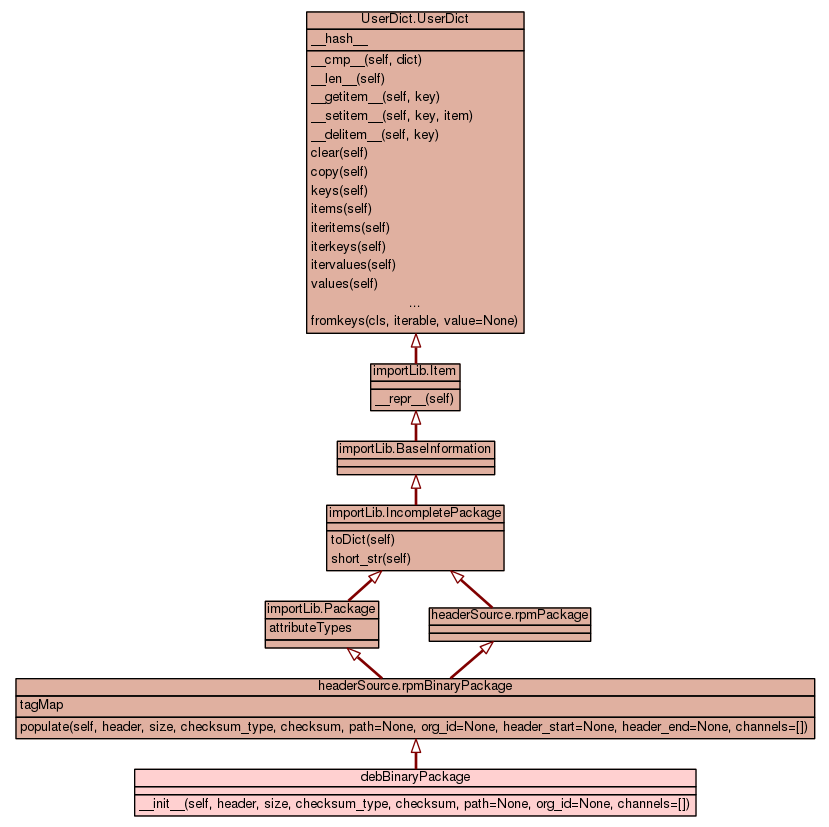 UserDict.UserDict
__hash__
__cmp__(self, dict)
__len__(self)
__getitem__(self, key)
__setitem__(self, key, item)
__delitem__(self, key)
clear(self)
copy(self)
keys(self)
items(self)
iteritems(self)
iterkeys(self)
itervalues(self)
values(self)
...
fromkeys(cls, iterable, value=None)
importLib.Item
__repr__(self)
importLib.BaseInformation
importLib.IncompletePackage
toDict(self)
short_str(self)
importLib.Package
attributeTypes
headerSource.rpmPackage
headerSource.rpmBinaryPackage
tagMap
populate(self, header, size, checksum_type, checksum, path=None, org_id=None, header_start=None, header_end=None, channels=[])
debBinaryPackage
__init__(self, header, size, checksum_type, checksum, path=None, org_id=None, channels=[])